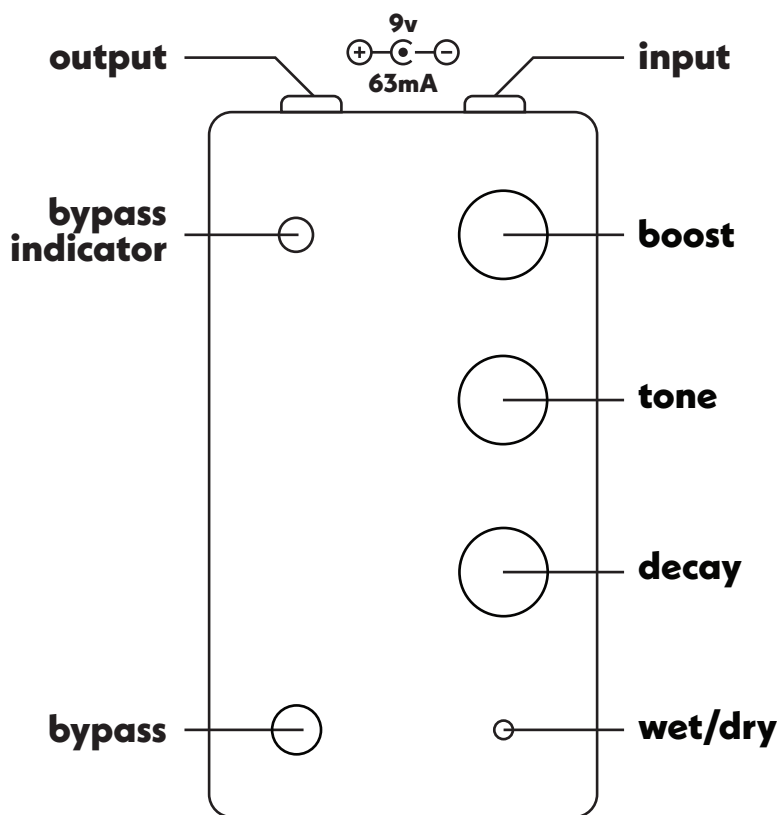 9v
output
input
63mA
bypass
indicator
boost
tone
decay
bypass
wet/dry